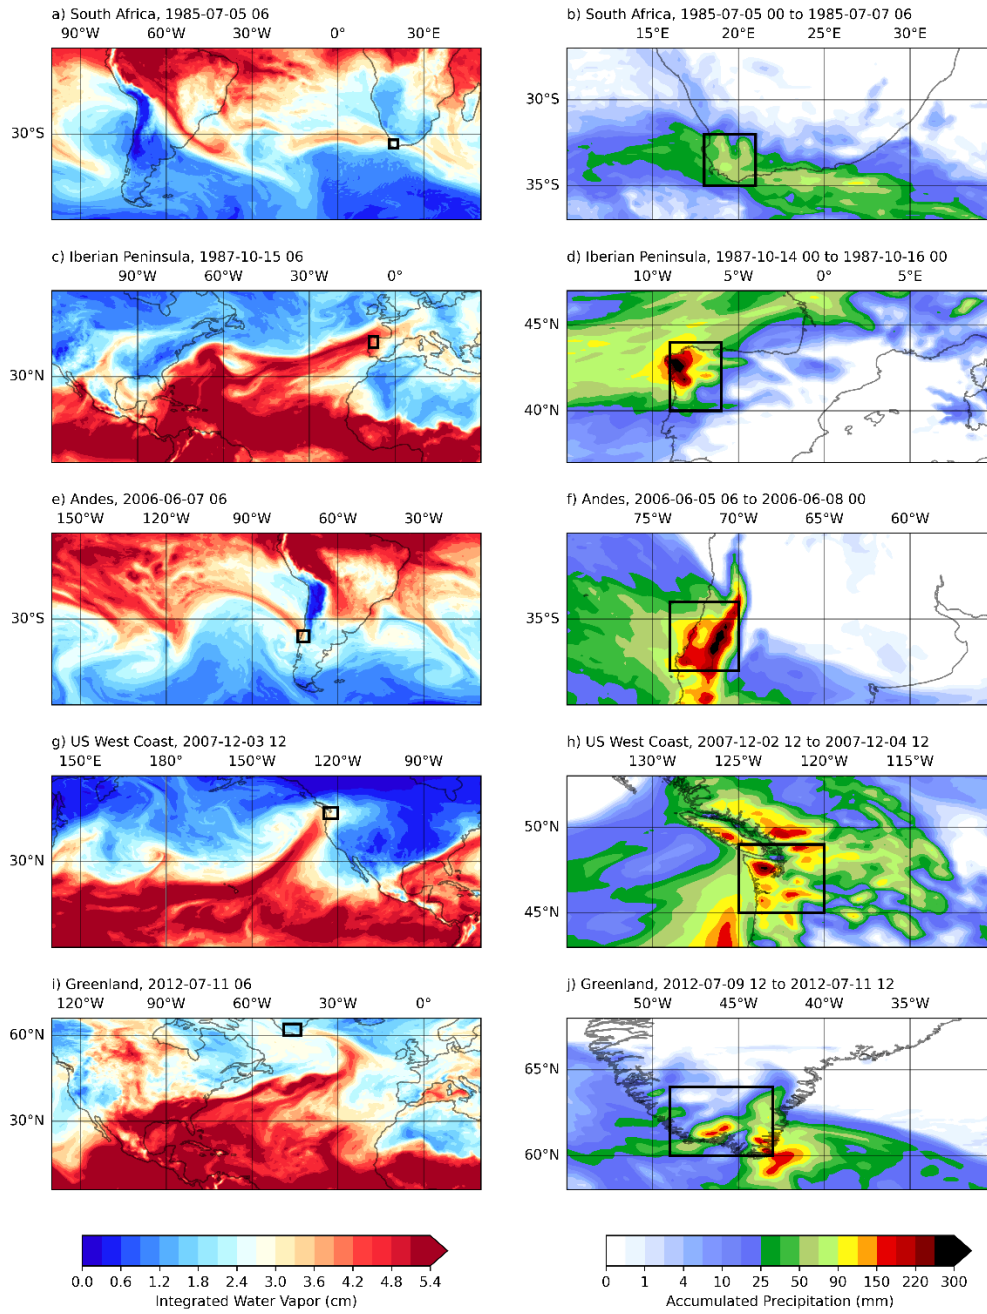 a) South Africa, 1985-07-05 06
90°W 60°W 30°W 0° 30°E
30°S
b) South Africa, 1985-07-05 00 to 1985-07-07 06
15°E 20°E 25°E 30°E
30°S
35°S
c) Iberian Peninsula, 1987-10-15 06
90°W 60°W 30°W 0°
30°N
d) Iberian Peninsula, 1987-10-14 00 to 1987-10-16 00
10°W 5°W 0° 5°E
45°N
40°N
e) Andes, 2006-06-07 06
150°W 120°W 90°W 60°W 30°W
30°S
f) Andes, 2006-06-05 06 to 2006-06-08 00
75°W 70°W 65°W 60°W
35°S
g) US West Coast, 2007-12-03 12
150°E 180° 150°W 120°W 90°W
30°N
h) US West Coast, 2007-12-02 12 to 2007-12-04 12
130°W 125°W 120°W 115°W
50°N
45°N
i) Greenland, 2012-07-11 06
120°W 90°W 60°W 30°W 0°
60°N
30°N
j) Greenland, 2012-07-09 12 to 2012-07-11 12
50°W 45°W 40°W 35°W
65°N
60°N
0.0 0.6 1.2 1.8 2.4 3.0 3.6 4.2 4.8 5.4
Integrated Water Vapor (cm)
0 1 4 10 25 50 90 150 220 300
Accumulated Precipitation (mm)